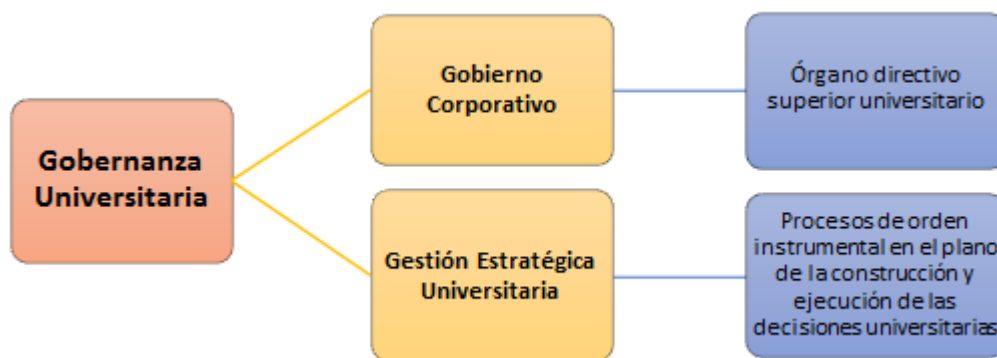 Gobernanza
Universitaria
Gobierno
Corporativo
Órgano directivo
superior universitario
Gestión Estratégica
Universitaria
Procesos de orden
instrumental en el plano
de la construcción y
ejecución de las
decisiones universitarias